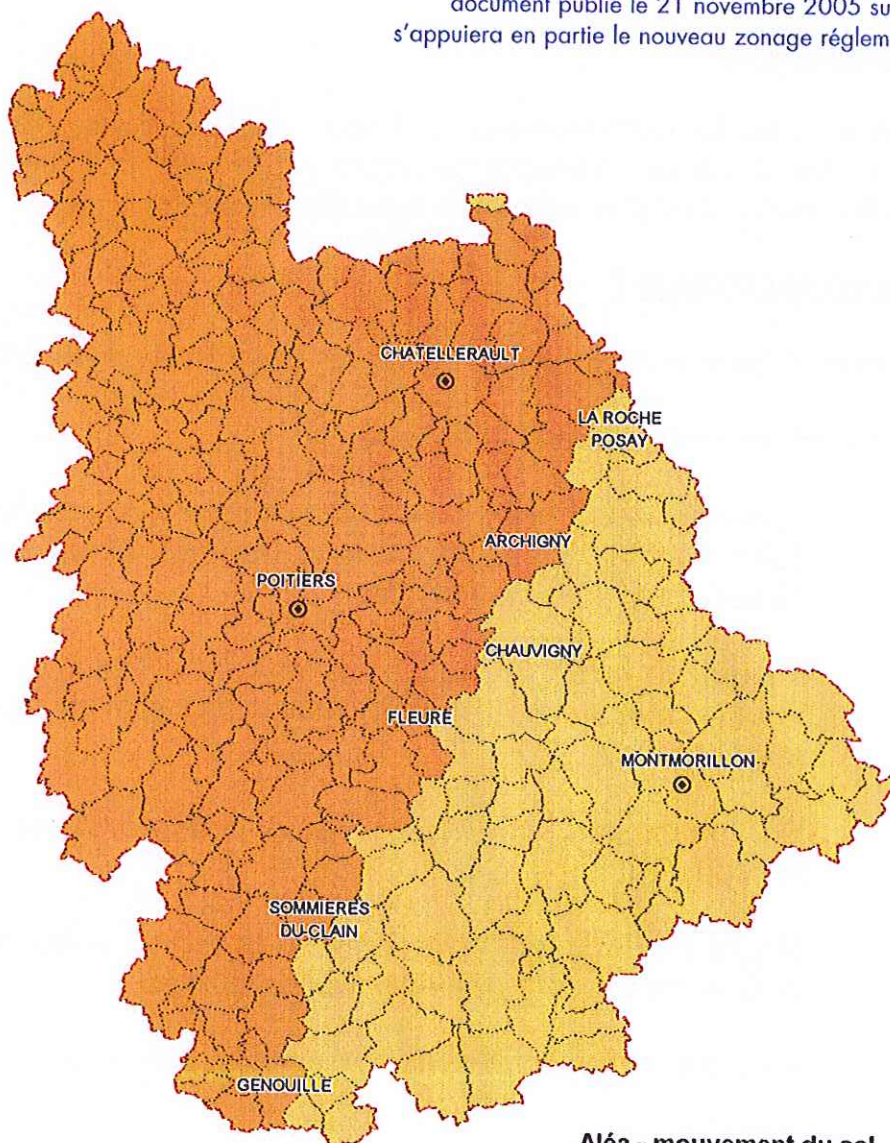 document publié le 21 novembre 2005 su
s'appuiera en partie le nouveau zonage réglem
CHATELLERAULT
LA ROCHE
POSAY
ARCHIGNY
POITIERS
CHAUVIGNY
FLEURE
MONTMORILLON
SOMMIERES
DU-CLAIN
GENOUILLE
Aléa - mouvement du sol